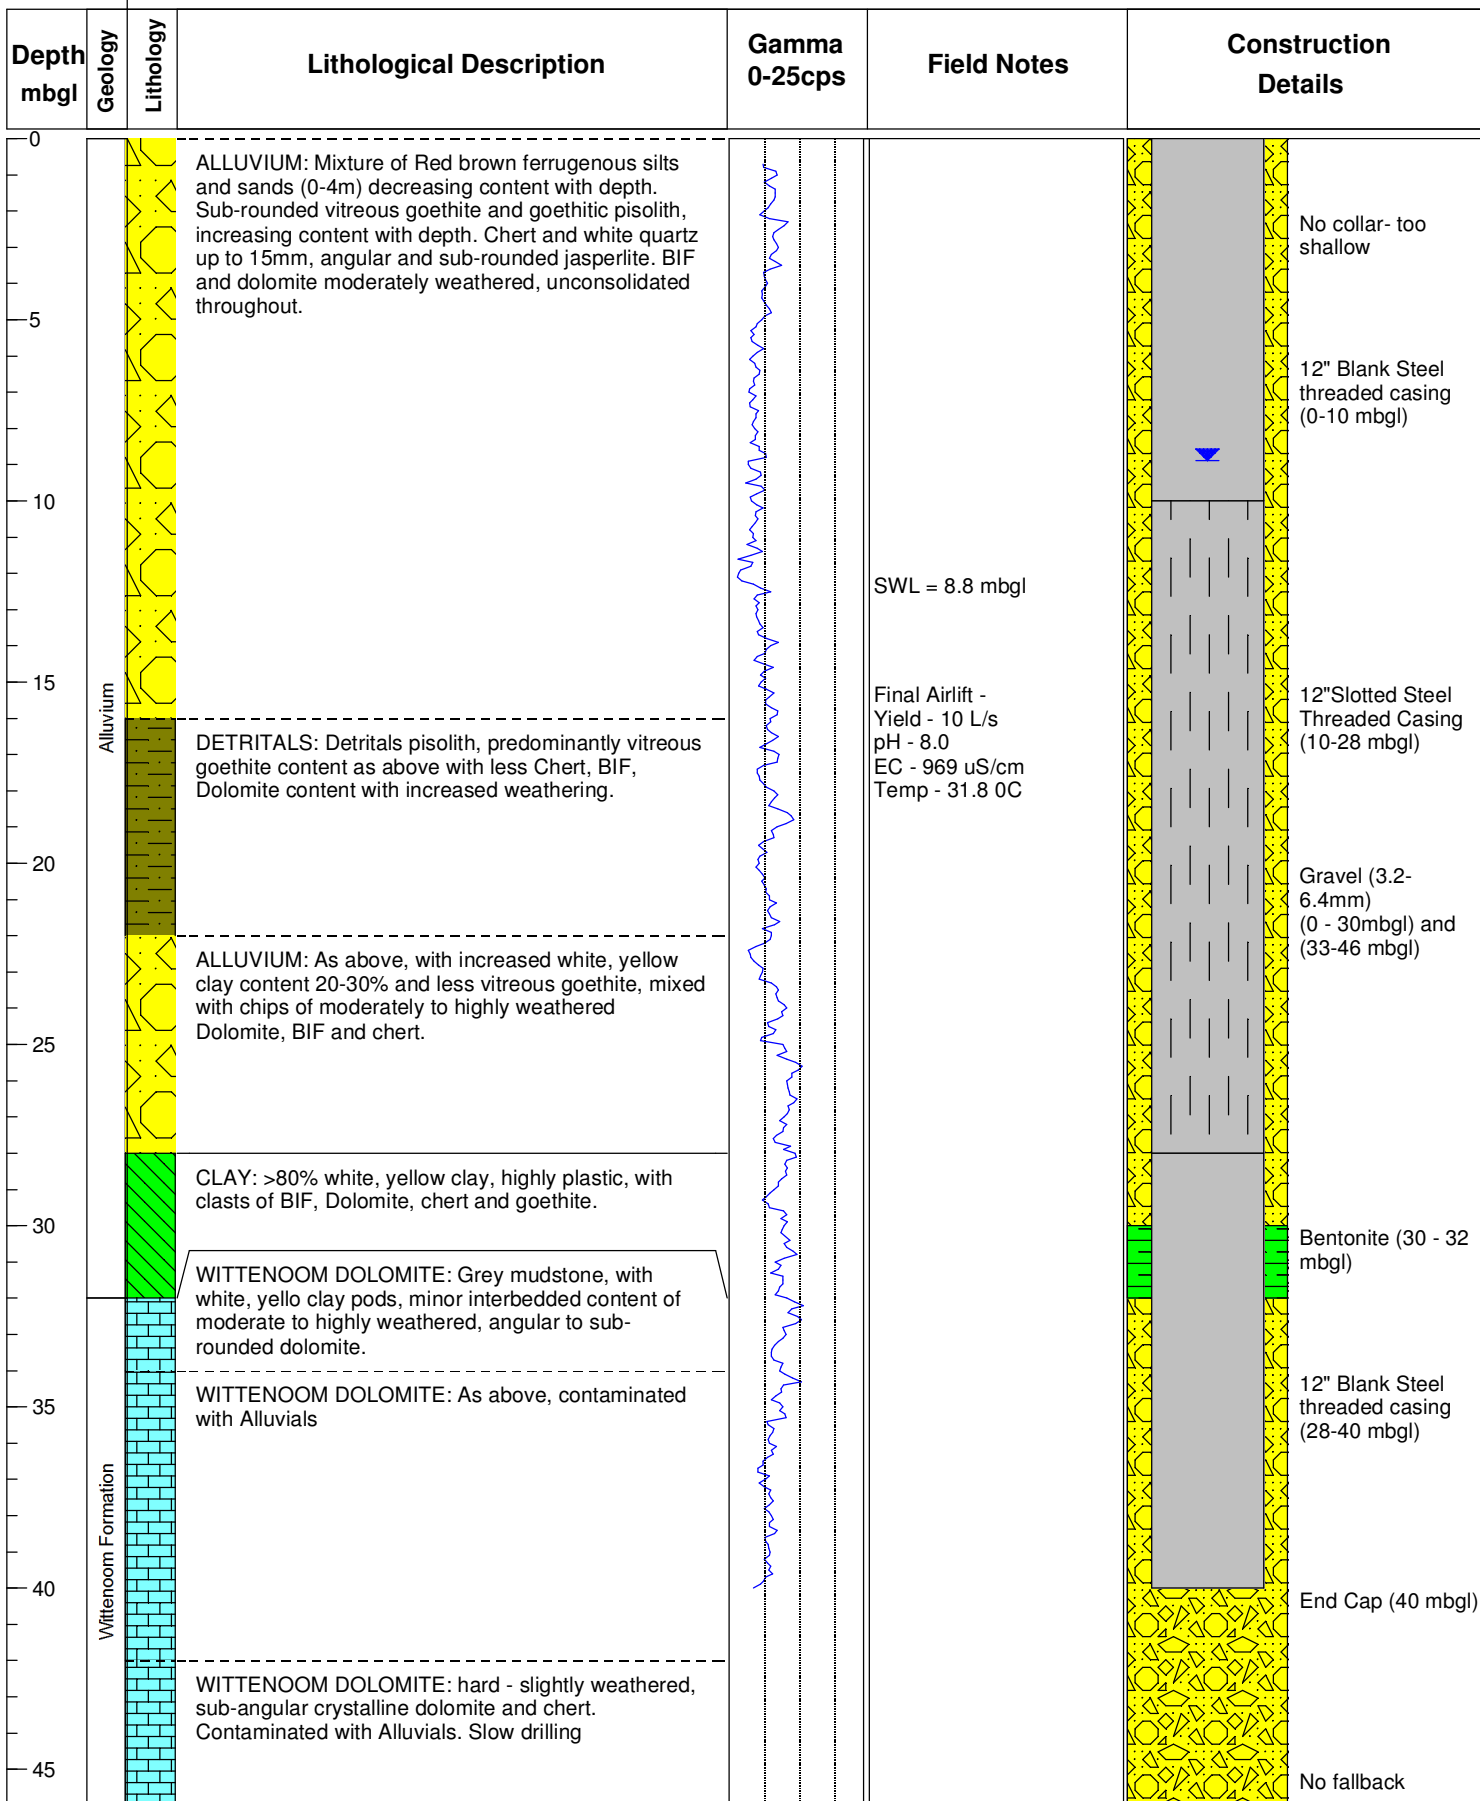 Depth
mbgl
Geology
Lithology
Lithological Description
Gamma
0-25cps
Field Notes
Construction
Details
0
5
10
15
20
25
30
35
40
45
Alluvium
Wittenoom Formation
ALLUVIUM: Mixture of Red brown ferrugenous silts
and sands (0-4m) decreasing content with depth.
Sub-rounded vitreous goethite and goethitic pisolith,
increasing content with depth. Chert and white quartz
up to 15mm, angular and sub-rounded jasperlite. BIF
and dolomite moderately weathered, unconsolidated
throughout.
DETRITALS: Detritals pisolith, predominantly vitreous
goethite content as above with less Chert, BIF,
Dolomite content with increased weathering.
ALLUVIUM: As above, with increased white, yellow
clay content 20-30% and less vitreous goethite, mixed
with chips of moderately to highly weathered
Dolomite, BIF and chert.
CLAY: >80% white, yellow clay, highly plastic, with
clasts of BIF, Dolomite, chert and goethite.
WITTENOOM DOLOMITE: Grey mudstone, with
white, yello clay pods, minor interbedded content of
moderate to highly weathered, angular to sub-
rounded dolomite.
WITTENOOM DOLOMITE: As above, contaminated
with Alluvials
WITTENOOM DOLOMITE: hard - slightly weathered,
sub-angular crystalline dolomite and chert.
Contaminated with Alluvials. Slow drilling
SWL = 8.8 mbgl
Final Airlift -
Yield - 10 L/s
pH - 8.0
EC - 969 uS/cm
Temp - 31.8 0C
No collar- too
shallow
12" Blank Steel
threaded casing
(0-10 mbgl)
12"Slotted Steel
Threaded Casing
(10-28 mbgl)
Gravel (3.2-
6.4mm)
(0 - 30mbgl) and
(33-46 mbgl)
Bentonite (30 - 32
mbgl)
12" Blank Steel
threaded casing
(28-40 mbgl)
End Cap (40 mbgl)
No fallback